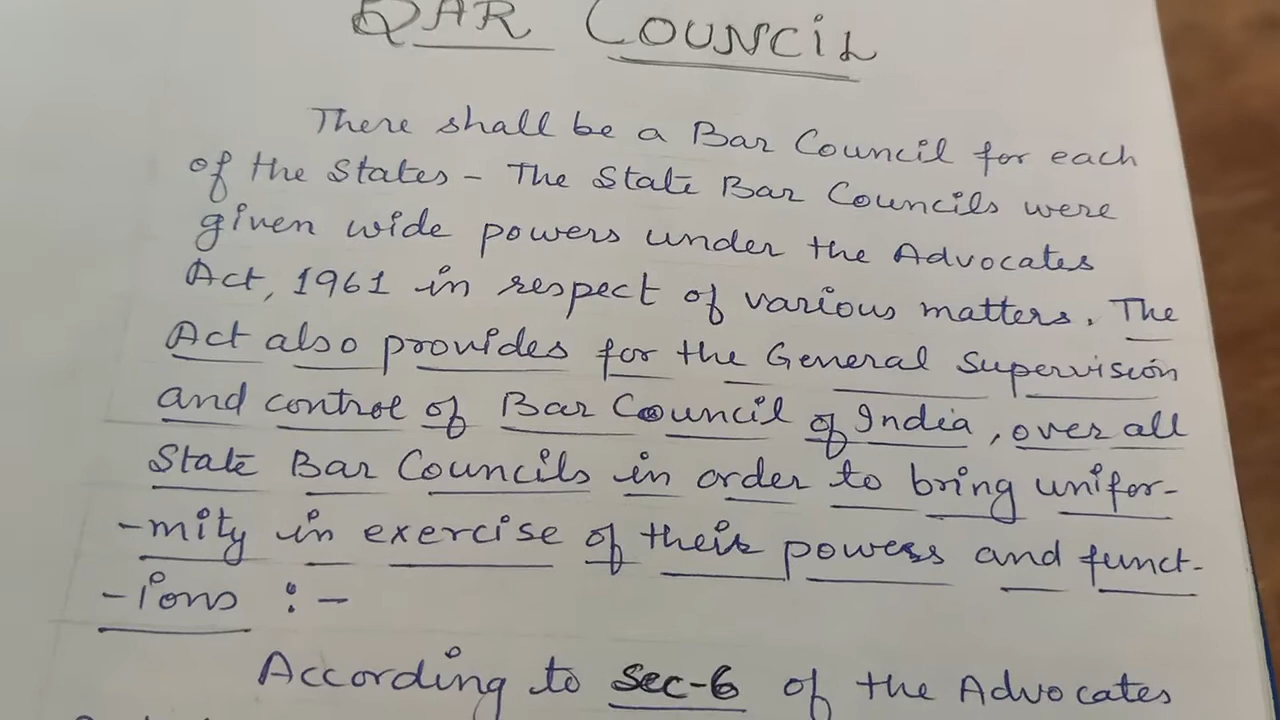 BAR COUNCIL
There shall be a Bar Council for each
of the States - The State Bar Councils were
given wide powers under the Advocates
Act, 1961 in respect of various matters. The
Act also provides for the General Supervision
and control of Bar Council of India, over all
State Bar Councils in order to bring unifor-
-mity in exercise of their powers and funct-
-ions :-
According to Sec-6 of the Advocates